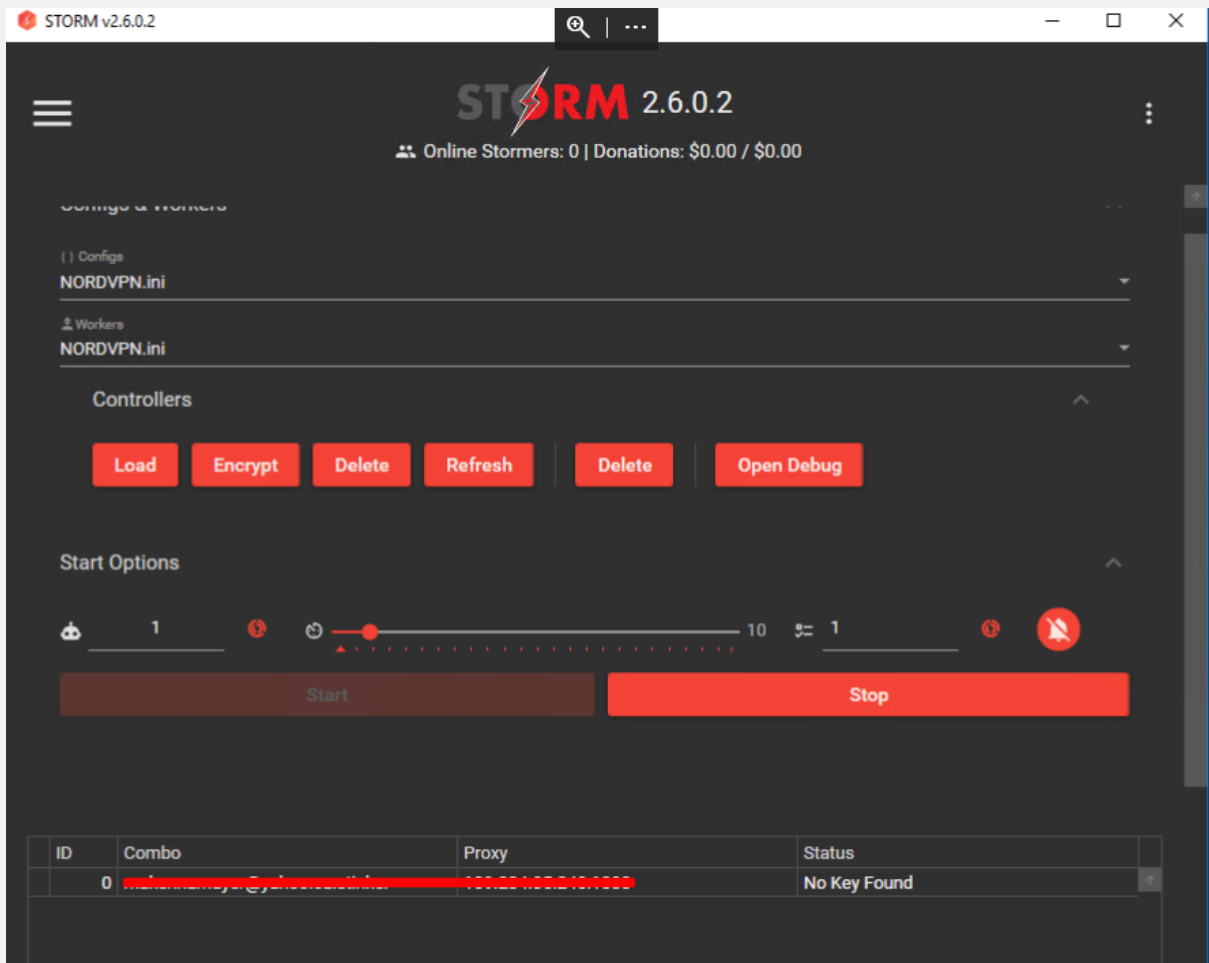 STORM v2.6.0.2
STORM 2.6.0.2
Online Stormers: 0 | Donations: $0.00 / $0.00
Configs & Workers
Configs
NORDVPN.ini
Workers
NORDVPN.ini
Controllers
Load Encrypt Delete Refresh Delete Open Debug
Start Options
1 10 1
Start Stop
ID Combo Proxy Status
0 No Key Found